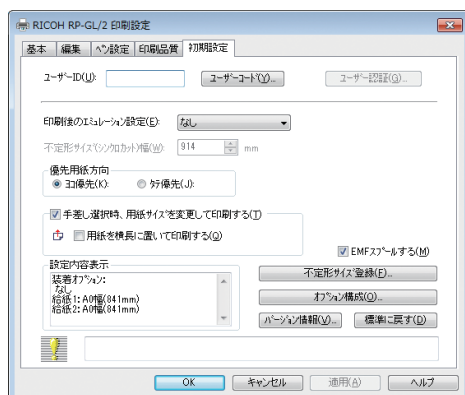 RICOH RP-GL/2 印刷設定
基本 編集 ペン設定 印刷品質 初期設定
ユーザーID(U): ユーザーコード(Y)... ユーザー認証(G)...
印刷後のエミュレーション設定(E): なし
不定形サイズ(シンクロカット)幅(W): 914 mm
優先用紙方向
ヨコ優先(K): タテ優先(J):
手差し選択時、用紙サイズを変更して印刷する(T)
用紙を横長に置いて印刷する(Q)
EMFスプールする(M)
設定内容表示
装着オプション:
なし
給紙1: A0幅(841mm)
給紙2: A0幅(841mm)
不定形サイズ登録(F)...
オプション構成(O)...
バージョン情報(V)... 標準に戻す(D)
OK キャンセル 適用(A) ヘルプ